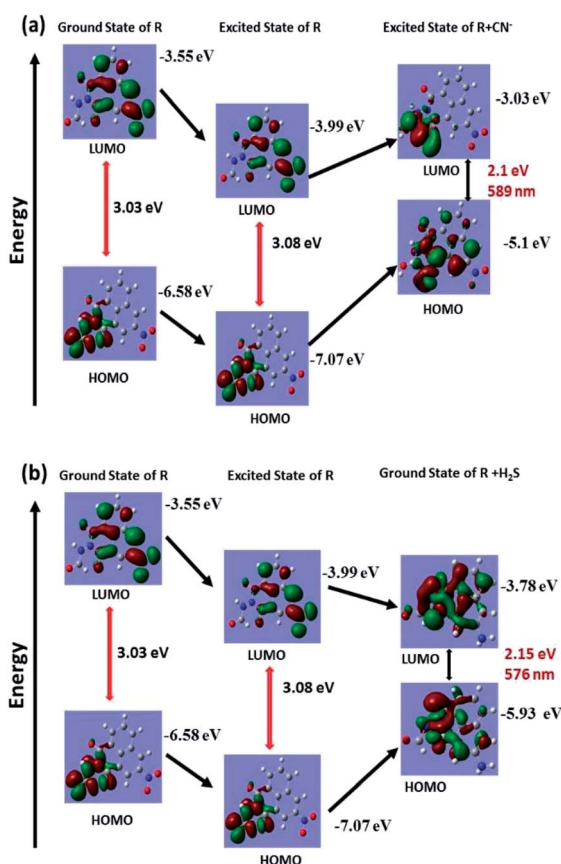 (a)
Ground State of R
Excited State of R
Excited State of R+CN⁻
Energy
-3.55 eV
LUMO
3.03 eV
-6.58 eV
HOMO
-3.99 eV
LUMO
3.08 eV
-7.07 eV
HOMO
-3.03 eV
LUMO
2.1 eV
589 nm
-5.1 eV
HOMO
(b)
Ground State of R
Excited State of R
Ground State of R +H₂S
Energy
-3.55 eV
LUMO
3.03 eV
-6.58 eV
HOMO
-3.99 eV
LUMO
3.08 eV
-7.07 eV
HOMO
-3.78 eV
LUMO
2.15 eV
576 nm
-5.93 eV
HOMO